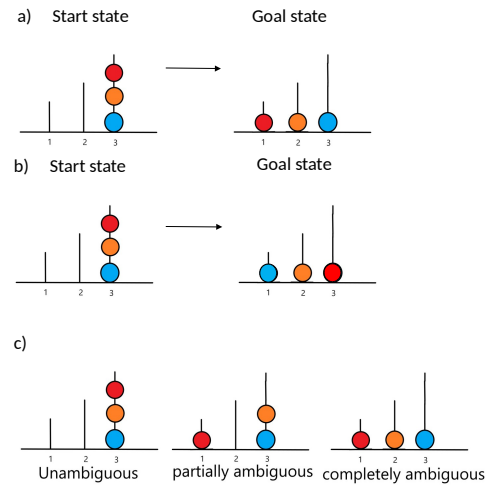 a) Start state Goal state
1 2 3 1 2 3
b) Start state Goal state
1 2 3 1 2 3
c)
1 2 3 1 2 3 1 2 3
Unambiguous partially ambiguous completely ambiguous